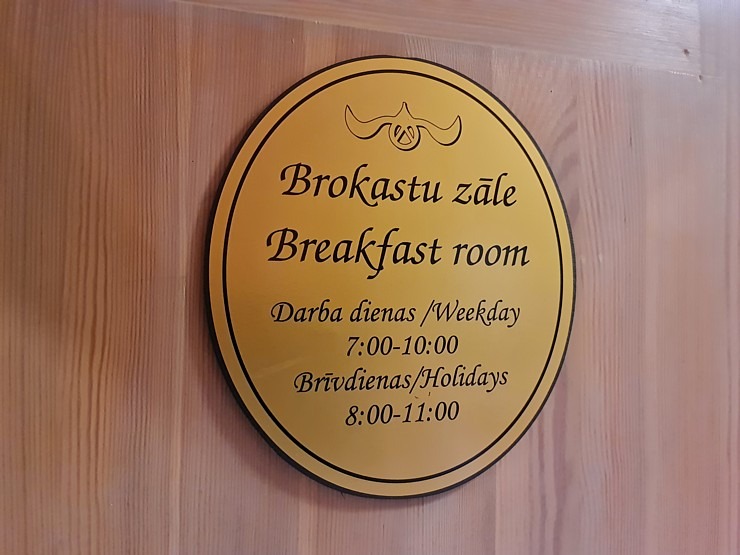 Brokastu zāle
Breakfast room
Darba dienas /Weekday
7:00-10:00
Brīvdienas/Holidays
8:00-11:00